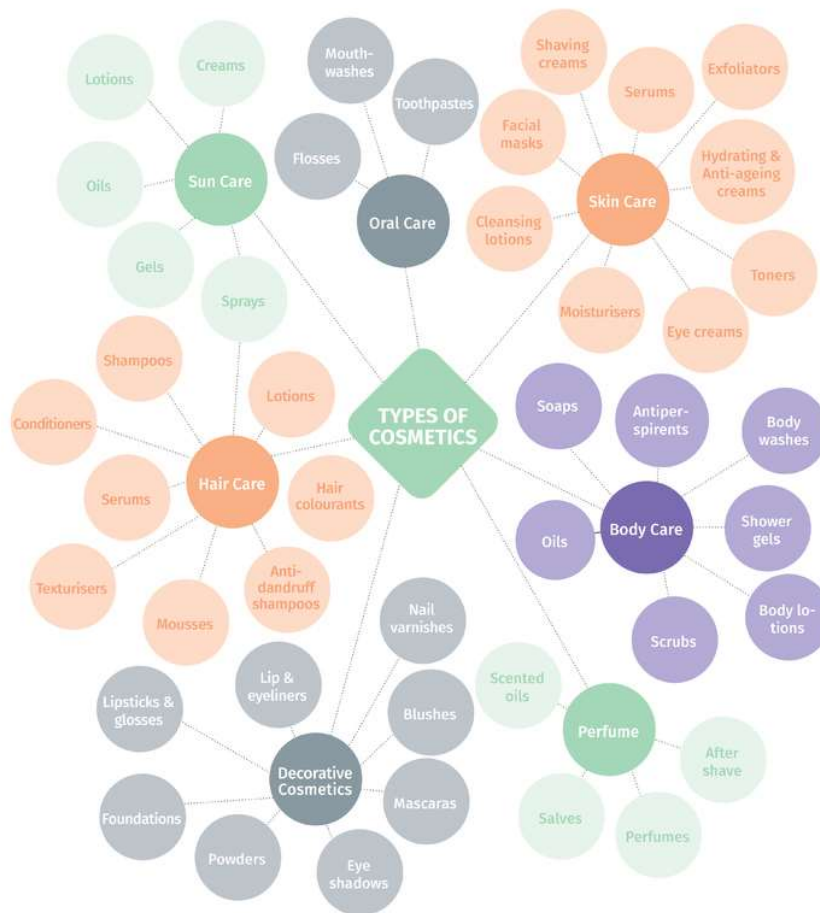 Creams
Lotions
Sun Care
Oils
Gels
Sprays
Mouth-
washes
Toothpastes
Flosses
Oral Care
Shaving
creams
Exfoliators
Serums
Facial
masks
Hydrating &
Anti-ageing
creams
Skin Care
Cleansing
lotions
Toners
Moisturisers
Eye creams
TYPES OF
COSMETICS
Shampoos
Lotions
Conditioners
Hair Care
Serums
Hair
colourants
Texturisers
Anti-
dandruff
shampoos
Mousses
Soaps
Antiper-
spirents
Body
washes
Body Care
Oils
Shower
gels
Scrubs
Body lo-
tions
Nail
varnishes
Lip &
eyeliners
Lipsticks &
glosses
Blushes
Decorative
Cosmetics
Mascaras
Foundations
Powders
Eye
shadows
Scented
oils
Perfume
After
shave
Salves
Perfumes